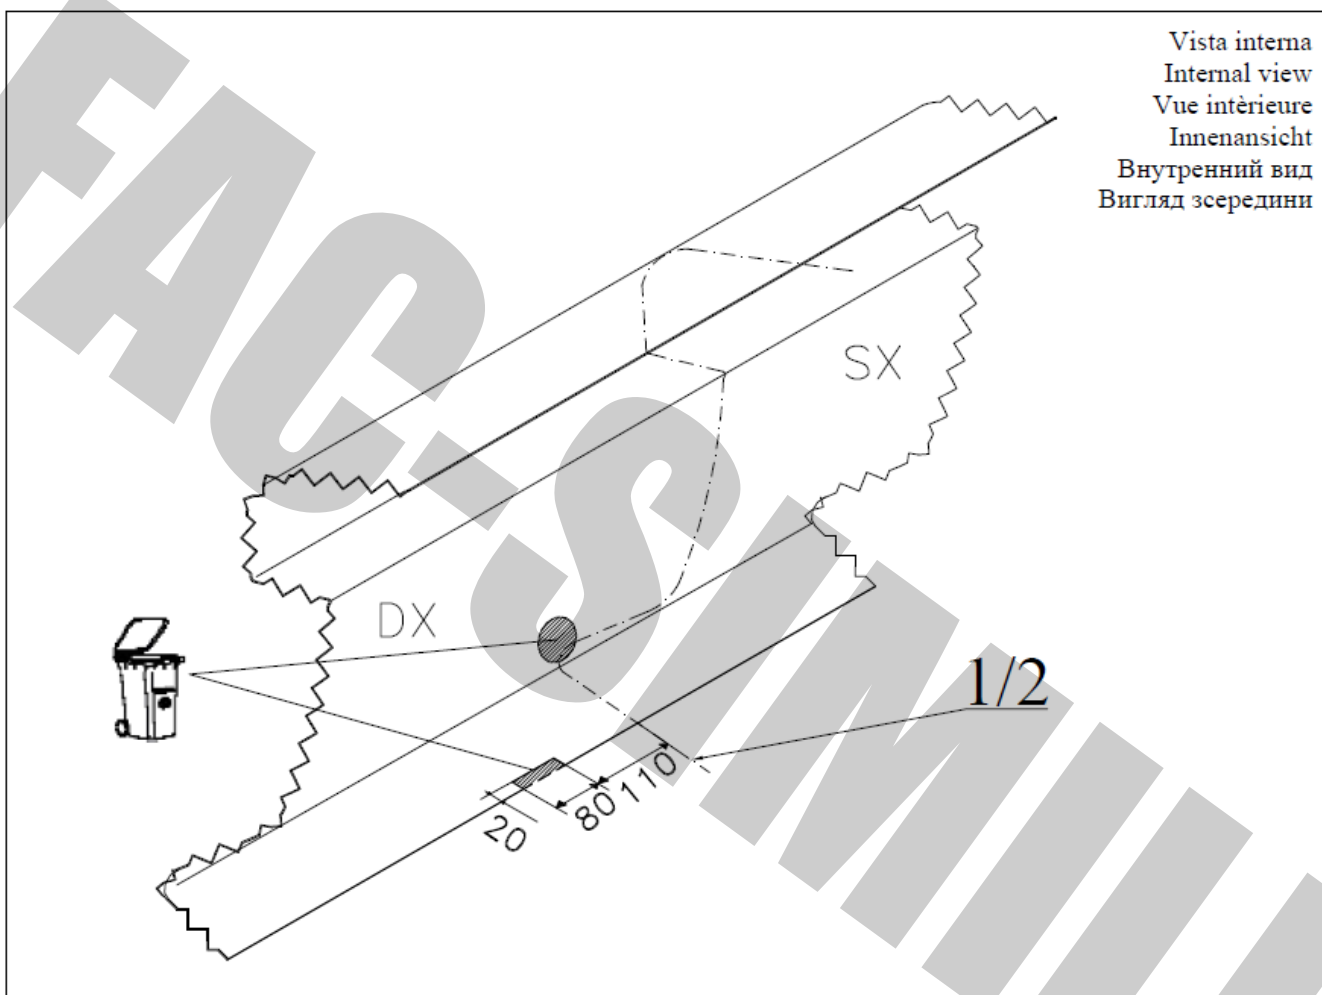 Vista interna
Internal view
Vue intèrieure
Innenansicht
Внутренний вид
Вигляд зсередини
SX
DX
1/2
110
80
20
FAC-SIMILE